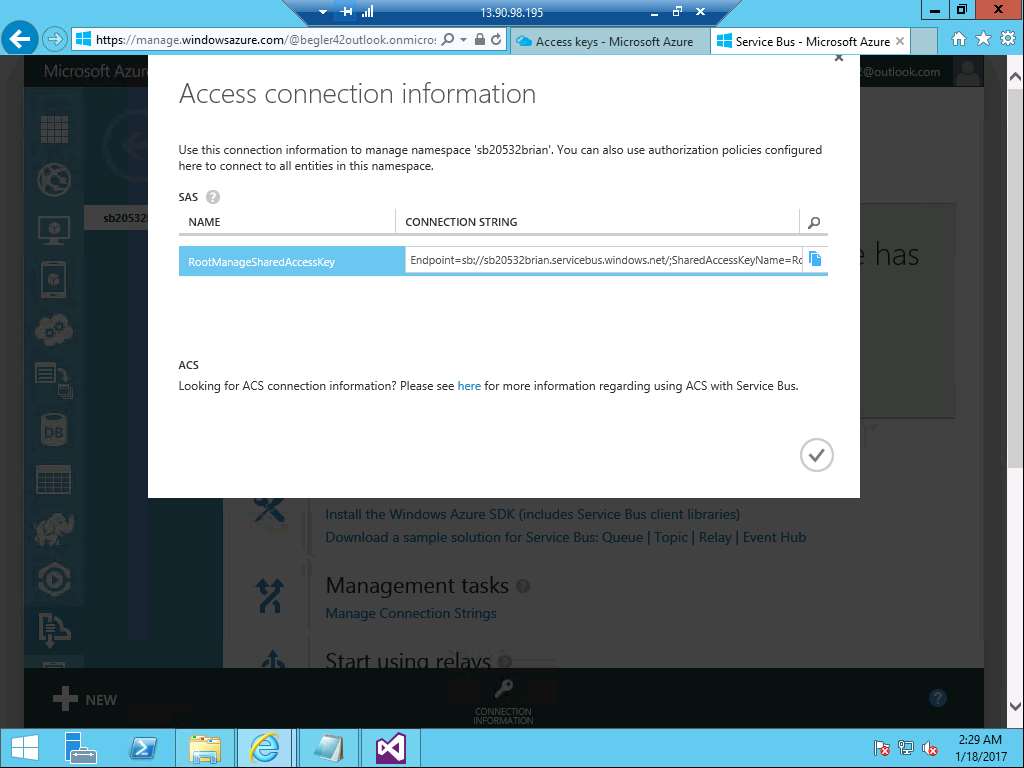 13.90.98.195
https://manage.windowsazure.com/@begler42outlook.onmicros
Access keys - Microsoft Azure
Service Bus - Microsoft Azure
Microsoft Azure
@outlook.com
Access connection information
Use this connection information to manage namespace 'sb20532brian'. You can also use authorization policies configured
here to connect to all entities in this namespace.
SAS ?
NAME
CONNECTION STRING
sb20532
RootManageSharedAccessKey
Endpoint=sb://sb20532brian.servicebus.windows.net/;SharedAccessKeyName=Ro
has
ACS
Looking for ACS connection information? Please see here for more information regarding using ACS with Service Bus.
DB
Install the Windows Azure SDK (includes Service Bus client libraries)
Download a sample solution for Service Bus: Queue | Topic | Relay | Event Hub
Management tasks ?
Manage Connection Strings
Start using relays
NEW
CONNECTION
INFORMATION
?
2:29 AM
1/18/2017